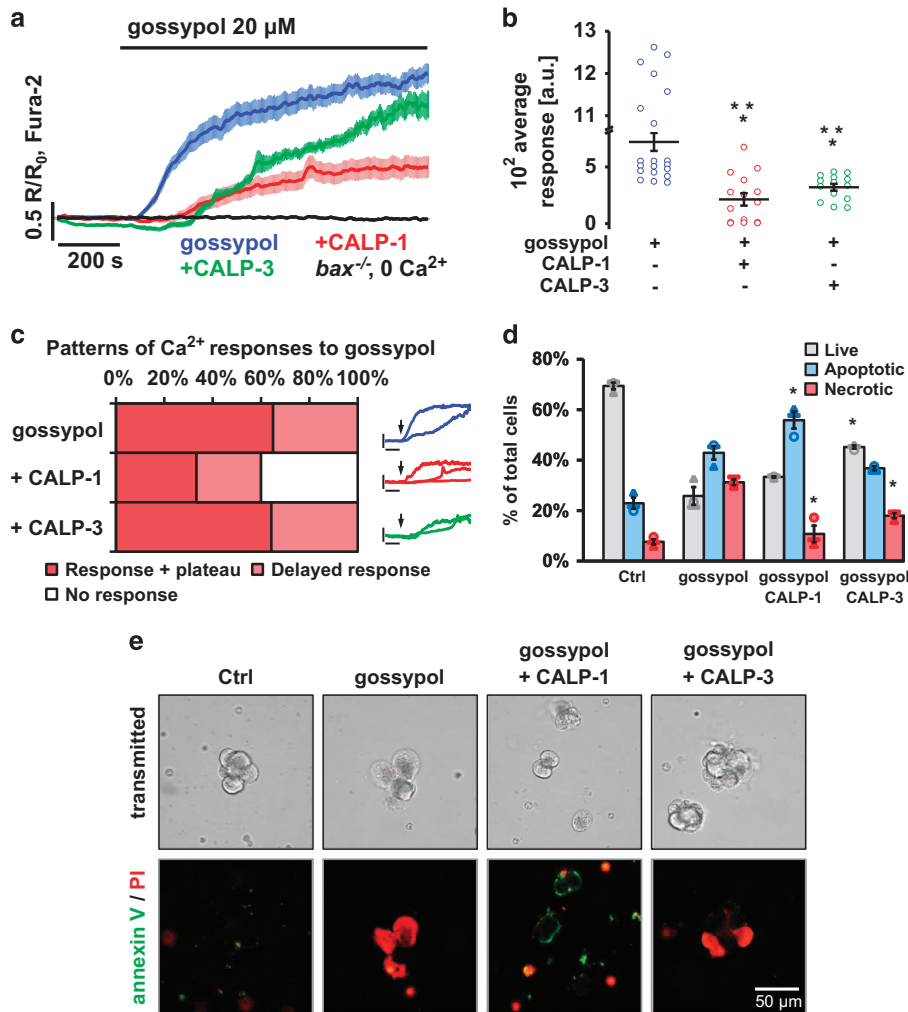 a
gossypol 20 µM
0.5 R/R0, Fura-2
200 s
gossypol
+CALP-1
+CALP-3
bax-/-, 0 Ca2+
b
10² average
response [a.u.]
13
12
11
5
0
* *
*
* *
*
gossypol + + +
CALP-1 - + -
CALP-3 - - +
c
Patterns of Ca2+ responses to gossypol
0% 20% 40% 60% 80% 100%
gossypol
+ CALP-1
+ CALP-3
Response + plateau
Delayed response
No response
d
Live
Apoptotic
Necrotic
% of total cells
80%
60%
40%
20%
0%
*
*
*
*
Ctrl
gossypol
gossypol
CALP-1
gossypol
CALP-3
e
Ctrl
gossypol
gossypol
+ CALP-1
gossypol
+ CALP-3
transmitted
annexin V / PI
50 µm